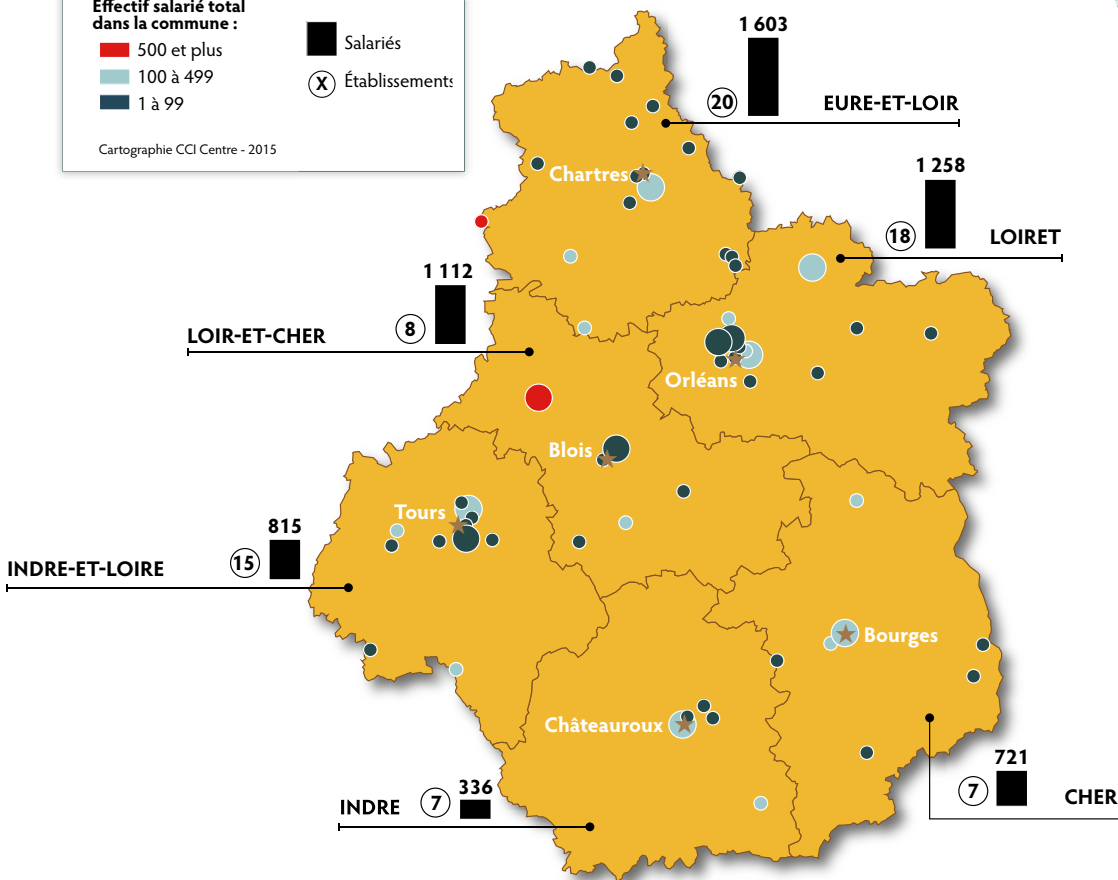 Effectif salarié total
dans la commune :
500 et plus
100 à 499
1 à 99
Salariés
X Établissements
Cartographie CCI Centre - 2015
1 603
20
EURE-ET-LOIR
Chartres
1 258
18
LOIRET
1 112
8
LOIR-ET-CHER
Orléans
Blois
Tours
815
15
INDRE-ET-LOIRE
Bourges
Châteauroux
721
7
CHER
336
7
INDRE